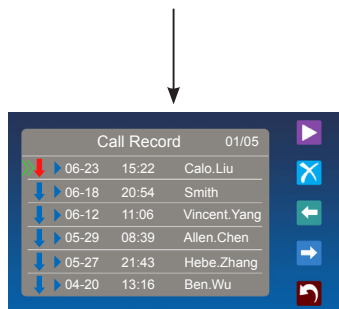 Call Record 01/05
06-23 15:22 Calo.Liu
06-18 20:54 Smith
06-12 11:06 Vincent.Yang
05-29 08:39 Allen.Chen
05-27 21:43 Hebe.Zhang
04-20 13:16 Ben.Wu